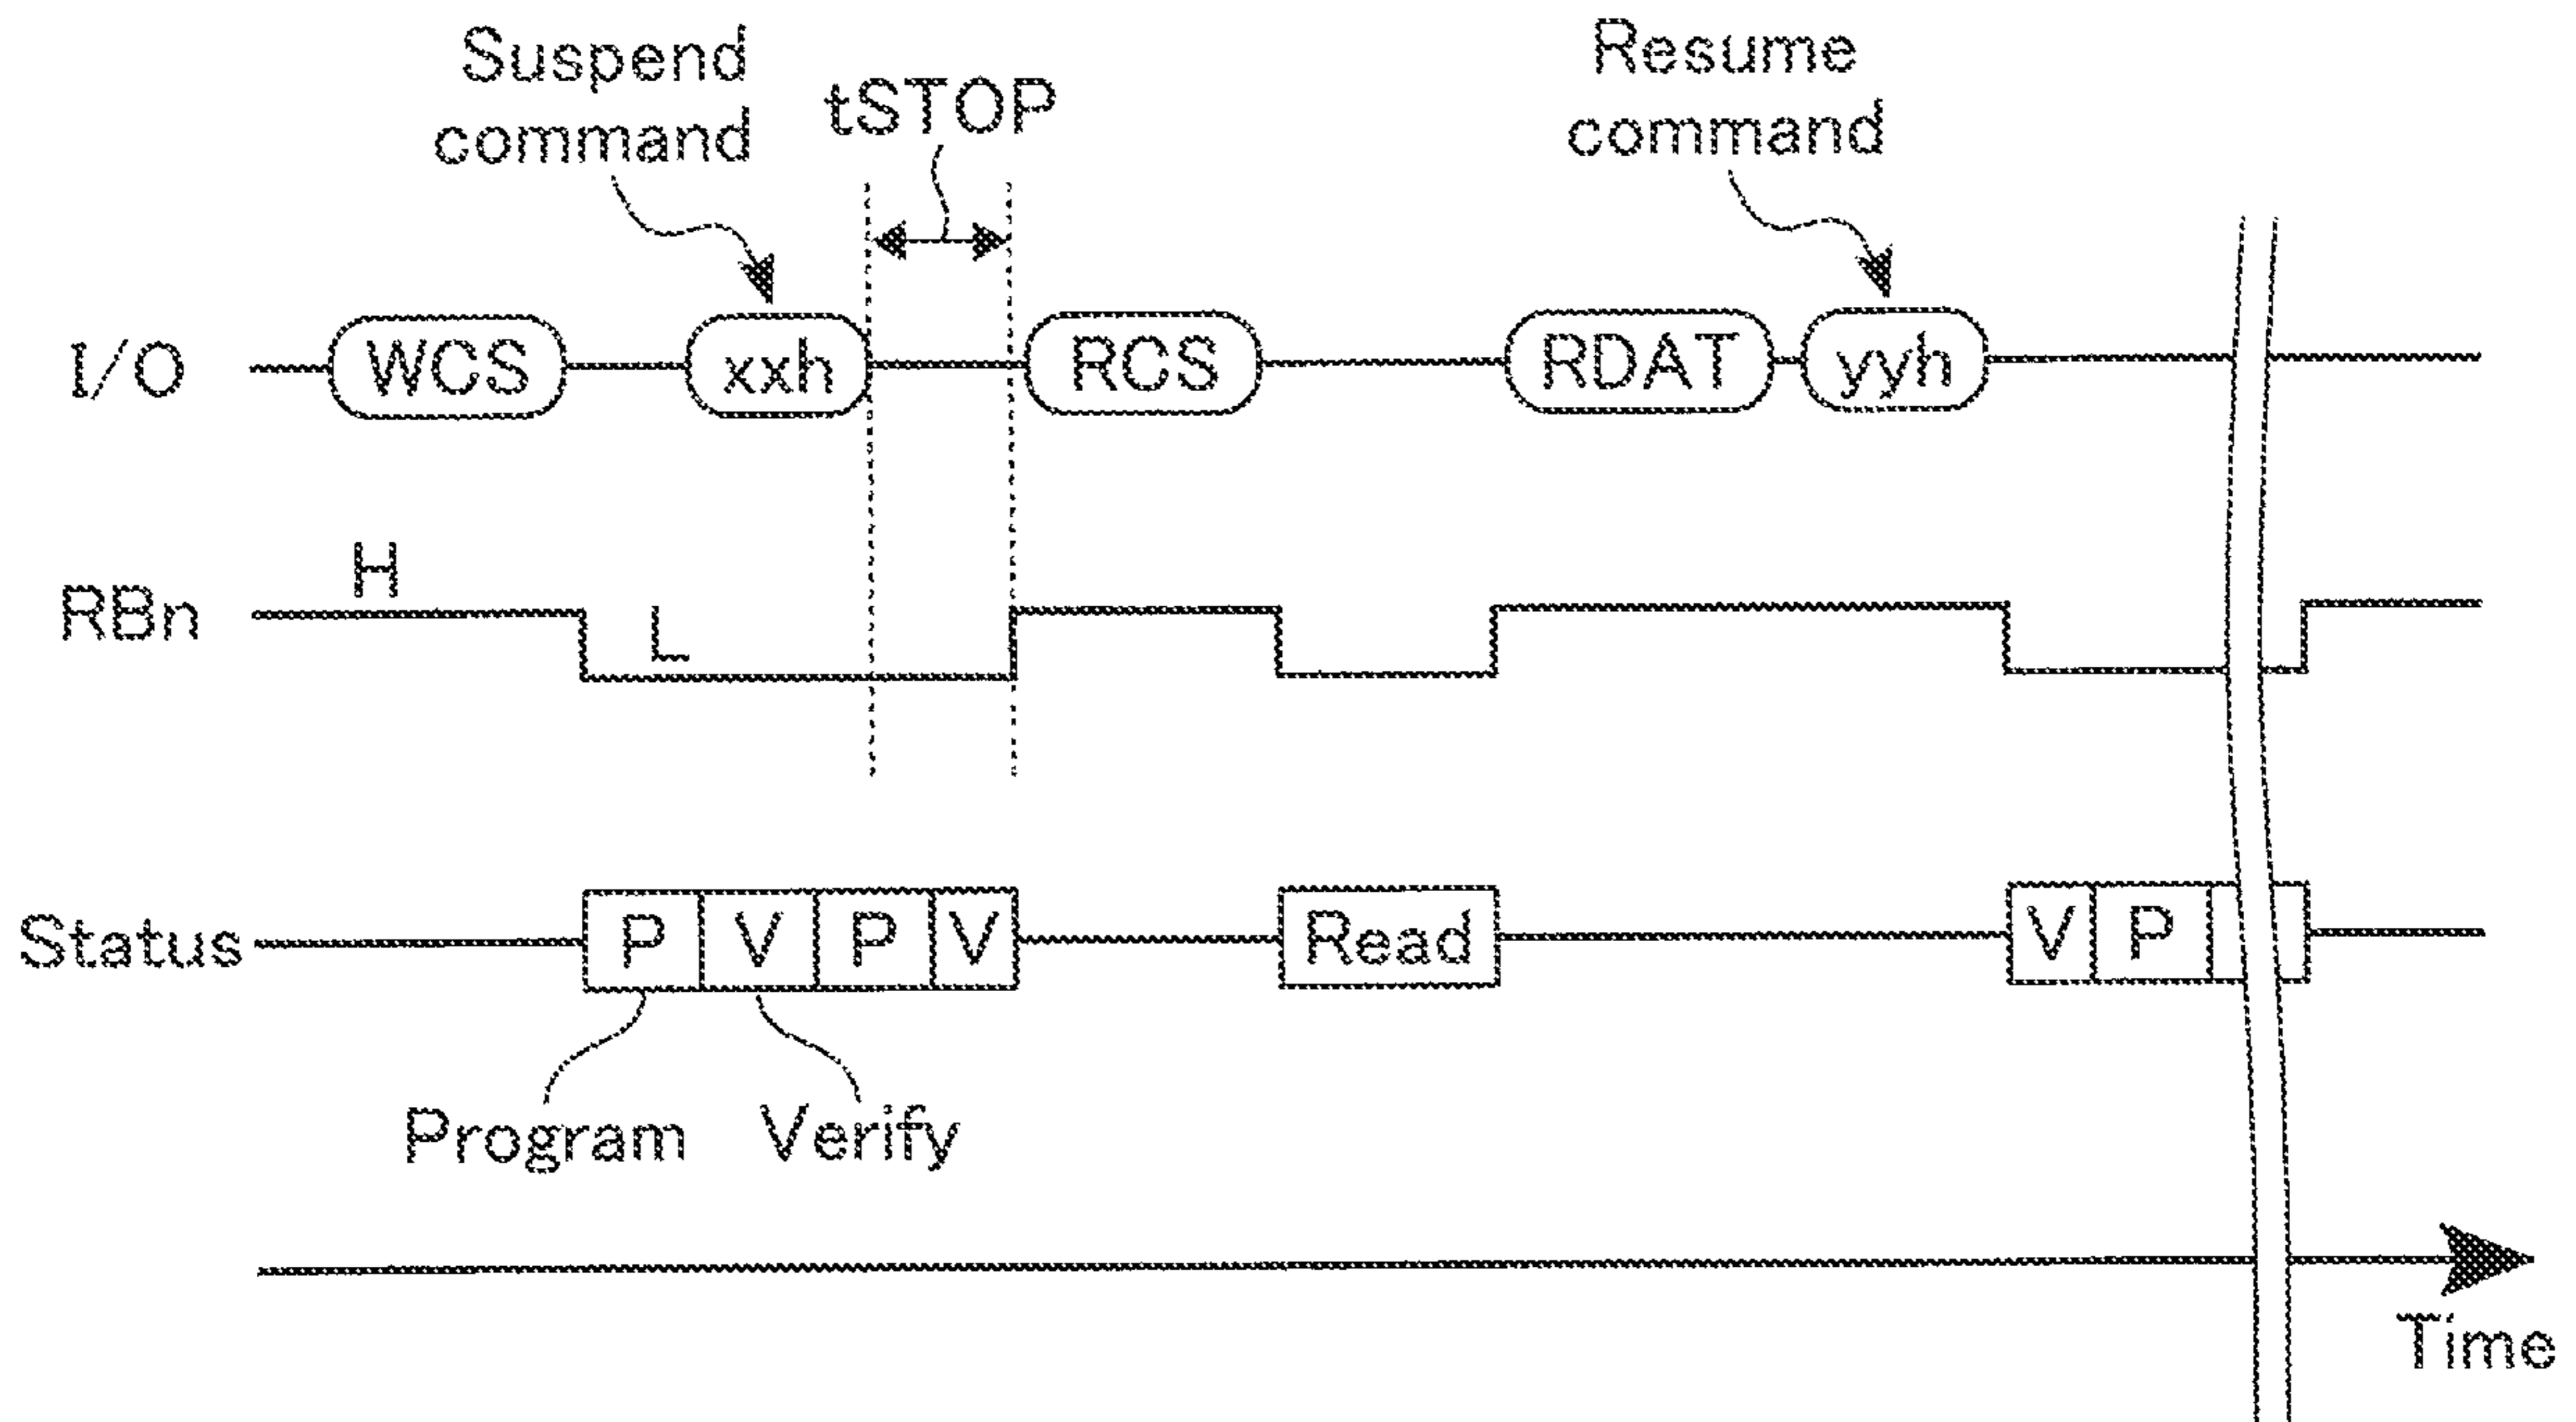 Suspend
command
tSTOP
Resume
command
I/O
WCS
xxh
RCS
RDAT
yyh
RBn
H
L
Status
P
V
P
V
Read
V
P
Program
Verify
Time